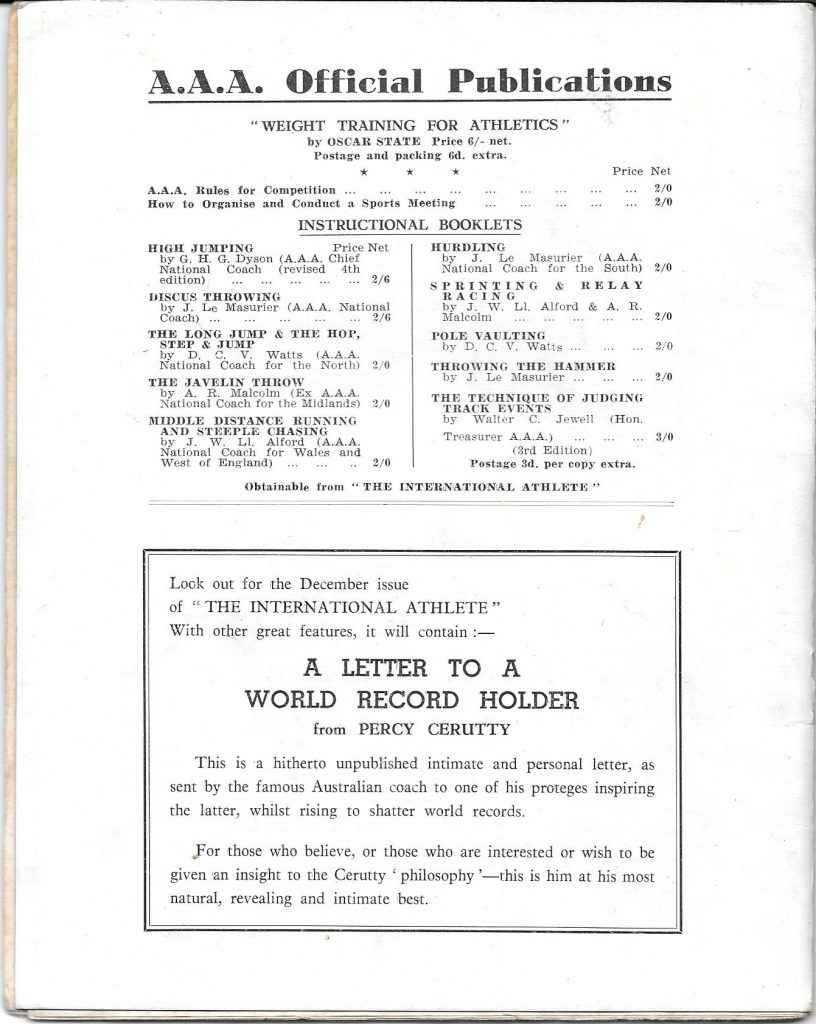 A.A.A. Official Publications
" WEIGHT TRAINING FOR ATHLETICS "
by OSCAR STATE Price 6/- net.
Postage and packing 6d. extra.
★ ★ ★
Price Net
A.A.A. Rules for Competition ... ... ... ... ... ... ... ... ... 2/0
How to Organise and Conduct a Sports Meeting ... ... ... ... ... 2/0
INSTRUCTIONAL BOOKLETS
HIGH JUMPING Price Net
by G. H. G. Dyson (A.A.A. Chief
National Coach (revised 4th
edition) ... ... ... ... ... 2/6
DISCUS THROWING
by J. Le Masurier (A.A.A. National
Coach) ... ... ... ... ... 2/6
THE LONG JUMP & THE HOP,
STEP & JUMP
by D. C. V. Watts (A.A.A.
National Coach for the North) 2/0
THE JAVELIN THROW
by A. R. Malcolm (Ex A.A.A.
National Coach for the Midlands) 2/0
MIDDLE DISTANCE RUNNING
AND STEEPLE CHASING
by J. W. Ll. Alford (A.A.A.
National Coach for Wales and
West of England) ... ... .. 2/0
HURDLING
by J. Le Masurier (A.A.A.
National Coach for the South) 2/0
SPRINTING & RELAY
RACING
by J. W. Ll. Alford & A. R.
Malcolm ... ... ... ... ... 2/0
POLE VAULTING
by D. C. V. Watts ... ... ... 2/0
THROWING THE HAMMER
by J. Le Masurier ... ... ... 2/0
THE TECHNIQUE OF JUDGING
TRACK EVENTS
by Walter C. Jewell (Hon.
Treasurer A.A.A.) ... ... ... 3/0
(3rd Edition)
Postage 3d. per copy extra.
Obtainable from " THE INTERNATIONAL ATHLETE "
Look out for the December issue
of " THE INTERNATIONAL ATHLETE "
With other great features, it will contain :—
A LETTER TO A
WORLD RECORD HOLDER
from PERCY CERUTTY
This is a hitherto unpublished intimate and personal letter, as
sent by the famous Australian coach to one of his proteges inspiring
the latter, whilst rising to shatter world records.
For those who believe, or those who are interested or wish to be
given an insight to the Cerutty ' philosophy '—this is him at his most
natural, revealing and intimate best.